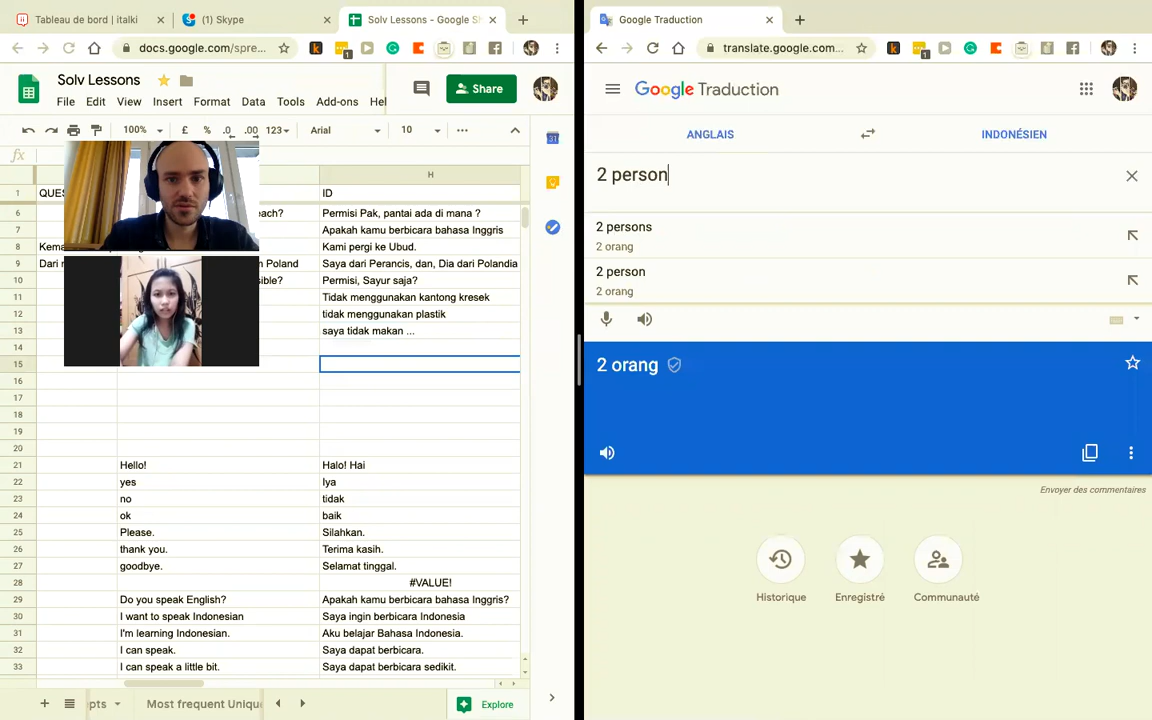 Tableau de bord | italki
(1) Skype
Solv Lessons - Google Sh
docs.google.com/spre...
Solv Lessons
File Edit View Insert Format Data Tools Add-ons Hel
Share
100% £ % .0 .00 123 Arial 10
fx
H
1 QUES ID
6 each? Permisi Pak, pantai ada di mana ?
7 Apakah kamu berbicara bahasa Inggris
8 Kema Kami pergi ke Ubud.
9 Dari n n Poland Saya dari Perancis, dan, Dia dari Polandia
10 sible? Permisi, Sayur saja?
11 Tidak menggunakan kantong kresek
12 tidak menggunakan plastik
13 saya tidak makan ...
14
15
16
17
18
19
20
21 Hello! Halo! Hai
22 yes Iya
23 no tidak
24 ok baik
25 Please. Silahkan.
26 thank you. Terima kasih.
27 goodbye. Selamat tinggal.
28 #VALUE!
29 Do you speak English? Apakah kamu berbicara bahasa Inggris?
30 I want to speak Indonesian Saya ingin berbicara Indonesia
31 I'm learning Indonesian. Aku belajar Bahasa Indonesia.
32 I can speak. Saya dapat berbicara.
33 I can speak a little bit. Saya dapat berbicara sedikit.
epts Most frequent Uniqu Explore
Google Traduction
translate.google.com...
Google Traduction
ANGLAIS INDONÉSIEN
2 person
2 persons
2 orang
2 person
2 orang
2 orang
Envoyer des commentaires
Historique Enregistré Communauté